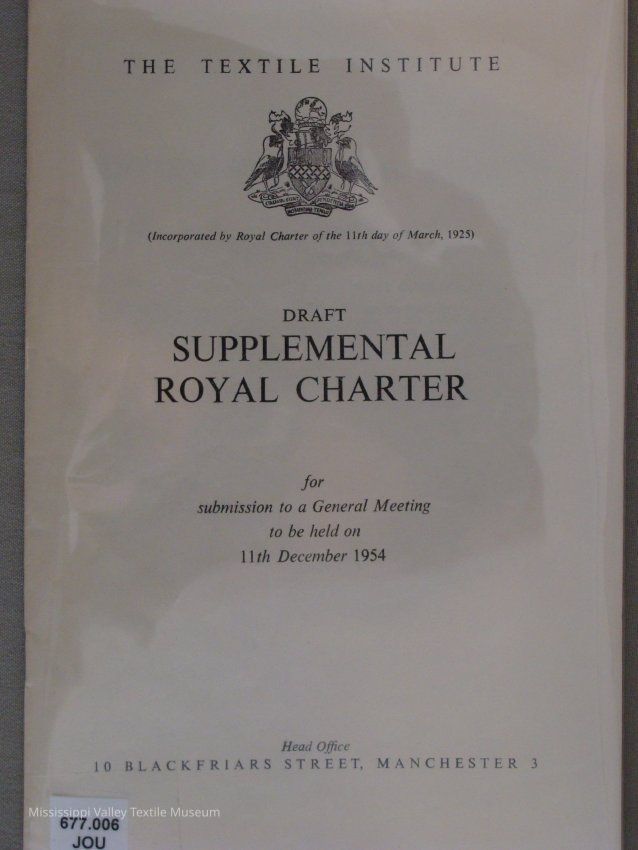 THE TEXTILE INSTITUTE
(Incorporated by Royal Charter of the 11th day of March, 1925)
DRAFT
SUPPLEMENTAL
ROYAL CHARTER
for
submission to a General Meeting
to be held on
11th December 1954
Head Office
10 BLACKFRIARS STREET, MANCHESTER 3
Mississippi Valley Textile Museum
677.006
JOU